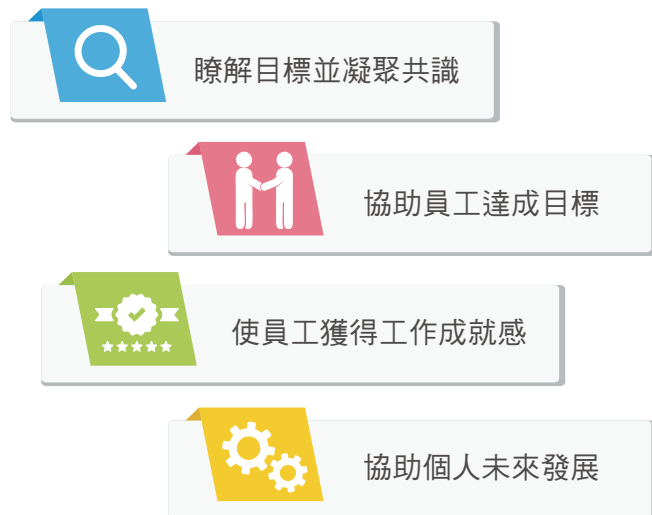 瞭解目標並凝聚共識
協助員工達成目標
使員工獲得工作成就感
協助個人未來發展